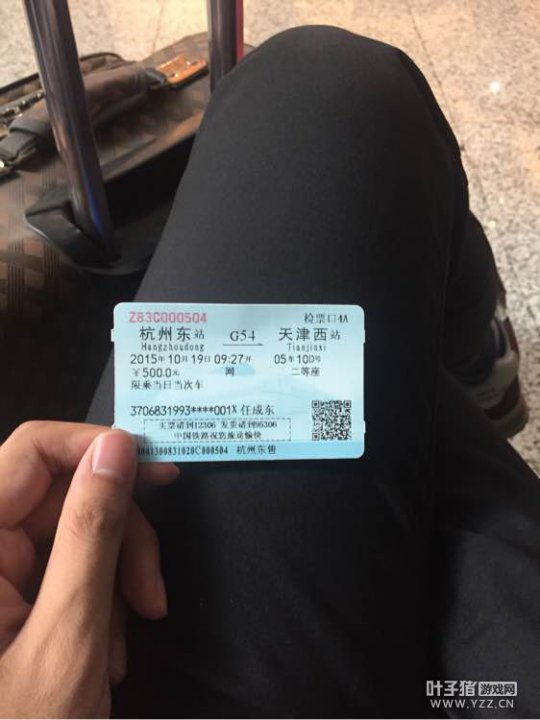 Z83C000504 检票口4A
杭州东站 G54 天津西站
Hangzhoudong Tianjinxi
2015年10月19日09:27开 05车10D号
￥500.0元 网 二等座
限乘当日当次车
3706831993****001X 任成东
买票请到12306 发货请到95306
中国铁路祝您旅途愉快
1300831020C000504 杭州东售
叶子猪游戏网
www.YZZ.CN